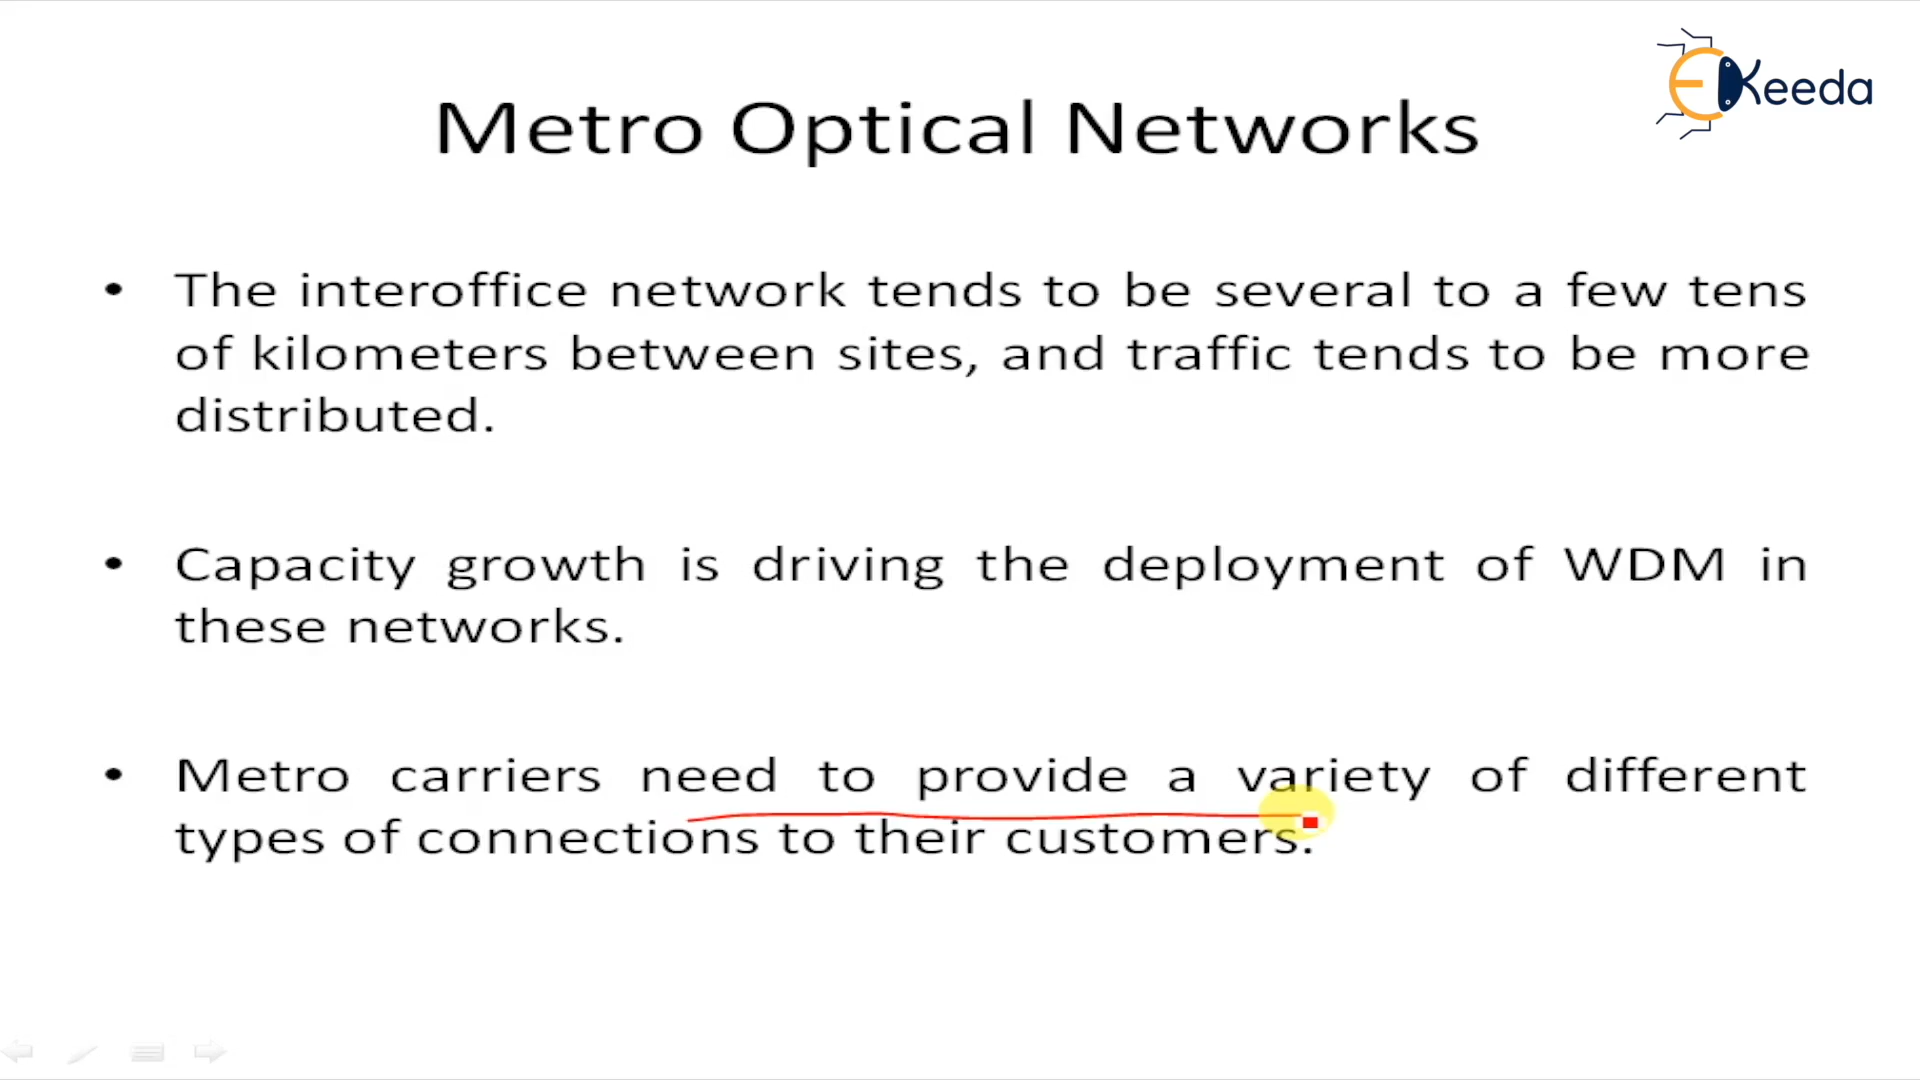 EKeeda
Metro Optical Networks
• The interoffice network tends to be several to a few tens
of kilometers between sites, and traffic tends to be more
distributed.
• Capacity growth is driving the deployment of WDM in
these networks.
• Metro carriers need to provide a variety of different
types of connections to their customers.